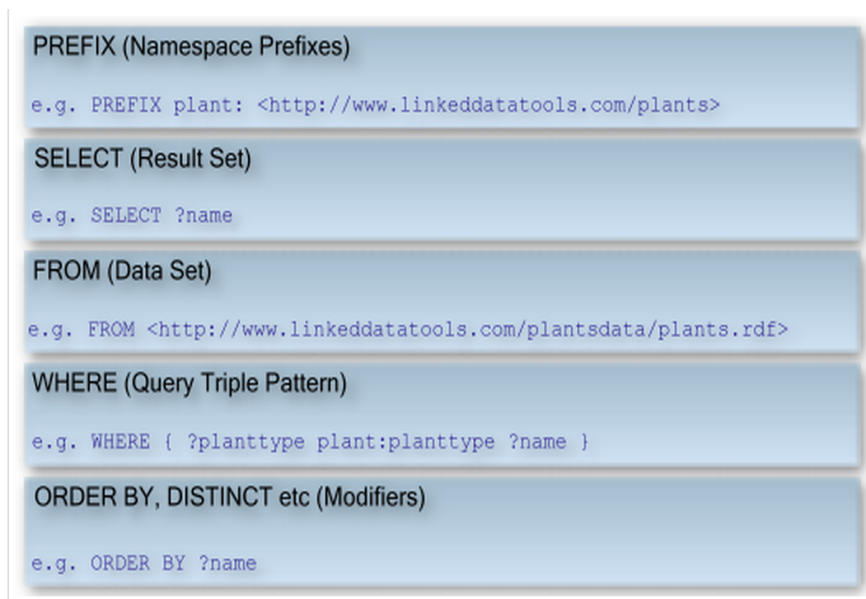 PREFIX (Namespace Prefixes)
e.g. PREFIX plant: <http://www.linkeddatatools.com/plants>
SELECT (Result Set)
e.g. SELECT ?name
FROM (Data Set)
e.g. FROM <http://www.linkeddatatools.com/plantsdata/plants.rdf>
WHERE (Query Triple Pattern)
e.g. WHERE { ?planttype plant:planttype ?name }
ORDER BY, DISTINCT etc (Modifiers)
e.g. ORDER BY ?name